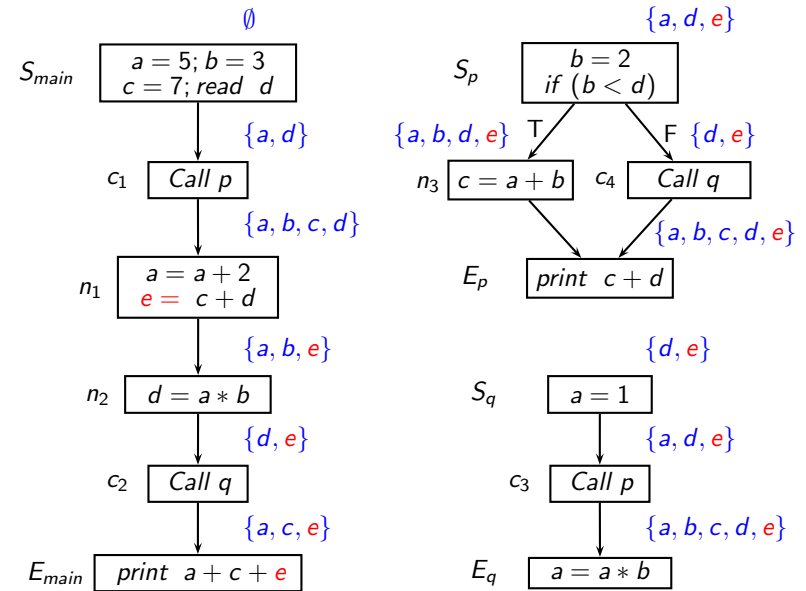 ∅
S_main
a = 5; b = 3
c = 7; read d
{a, d}
c_1
Call p
{a, b, c, d}
n_1
a = a + 2
e = c + d
{a, b, e}
n_2
d = a * b
{d, e}
c_2
Call q
{a, c, e}
E_main
print a + c + e
{a, d, e}
S_p
b = 2
if (b < d)
{a, b, d, e}
T
F
{d, e}
n_3
c = a + b
c_4
Call q
{a, b, c, d, e}
E_p
print c + d
{d, e}
S_q
a = 1
{a, d, e}
c_3
Call p
{a, b, c, d, e}
E_q
a = a * b